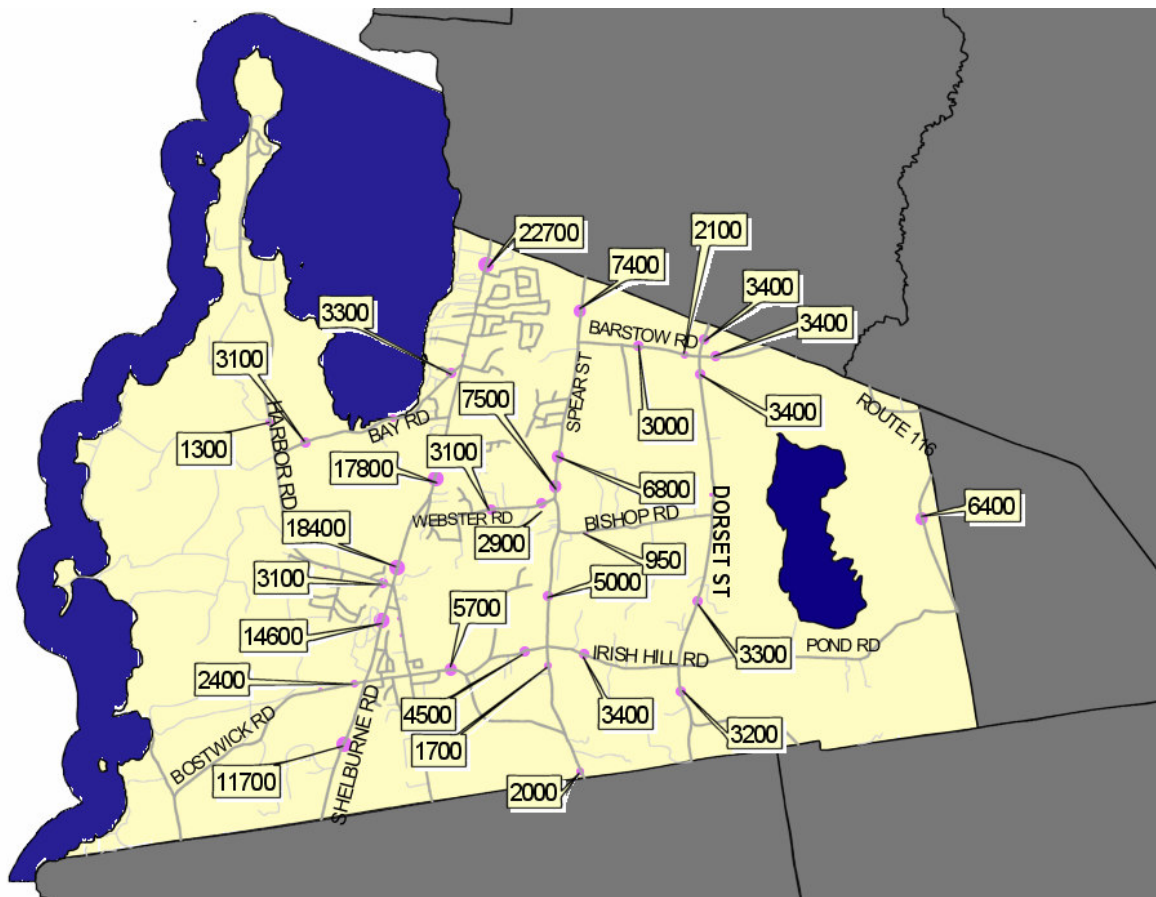 22700
2100
7400
3400
3300
3400
BARSTOW RD
3100
7500
SPEAR ST
3000
3400
ROUTE 116
HARBOR RD
BAY RD
1300
3100
17800
6800
DORSET ST
6400
WEBSTER RD
BISHOP RD
18400
2900
950
3100
5000
5700
14600
IRISH HILL RD
3300
POND RD
2400
4500
3400
3200
BOSTWICK RD
1700
SHELBURNE RD
11700
2000